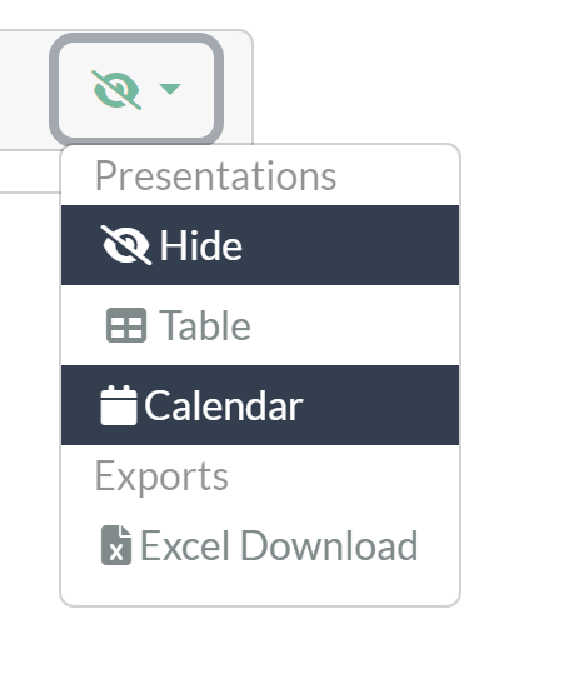 Presentations
Hide
Table
Calendar
Exports
Excel Download